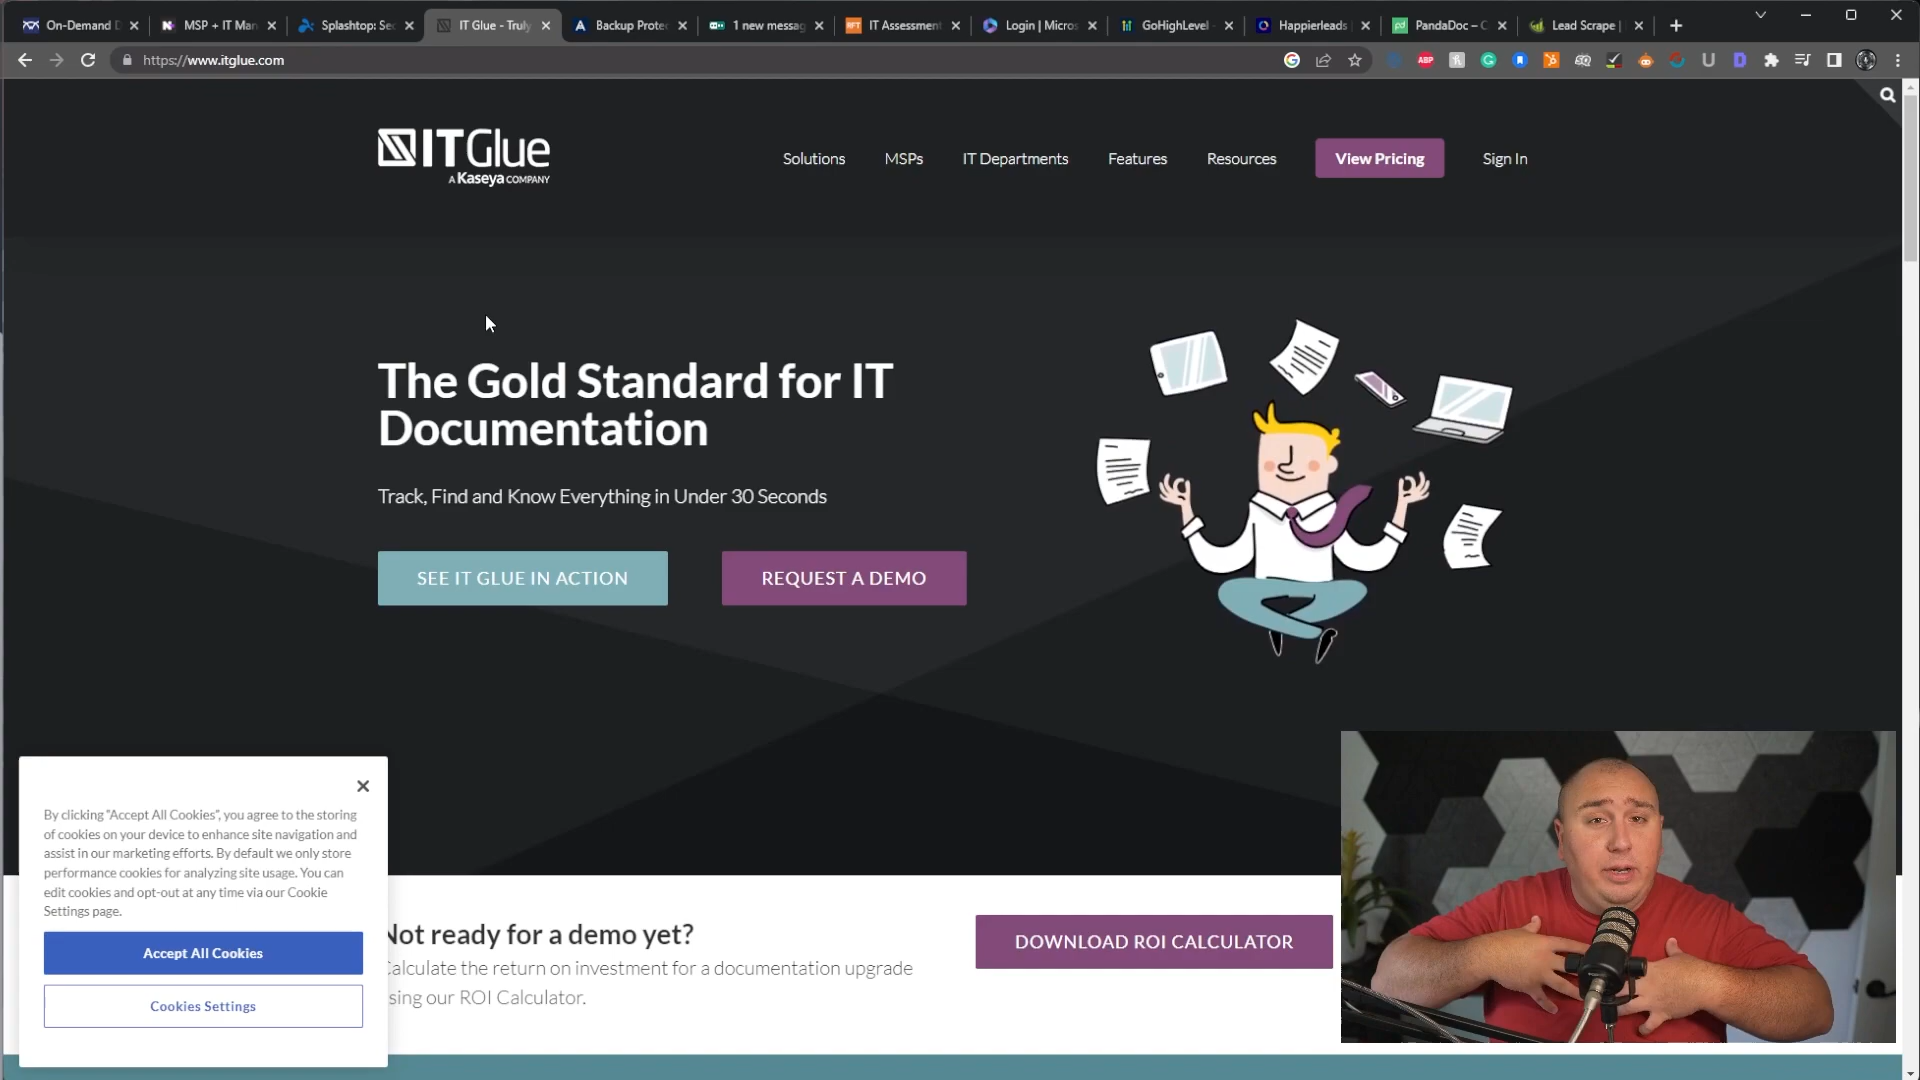 On-Demand D
MSP + IT Man
Splashtop: Sec
IT Glue - Truly
Backup Protec
1 new messag
IT Assessment
Login | Micros
GoHighLevel -
Happierleads
PandaDoc – C
Lead Scrape |
https://www.itglue.com
ABP
ITGlue
A Kaseya COMPANY
Solutions
MSPs
IT Departments
Features
Resources
View Pricing
Sign In
The Gold Standard for IT
Documentation
Track, Find and Know Everything in Under 30 Seconds
SEE IT GLUE IN ACTION
REQUEST A DEMO
By clicking "Accept All Cookies", you agree to the storing
of cookies on your device to enhance site navigation and
assist in our marketing efforts. By default we only store
performance cookies for analyzing site usage. You can
edit cookies and opt-out at any time via our Cookie
Settings page.
Accept All Cookies
Cookies Settings
Not ready for a demo yet?
Calculate the return on investment for a documentation upgrade
sing our ROI Calculator.
DOWNLOAD ROI CALCULATOR